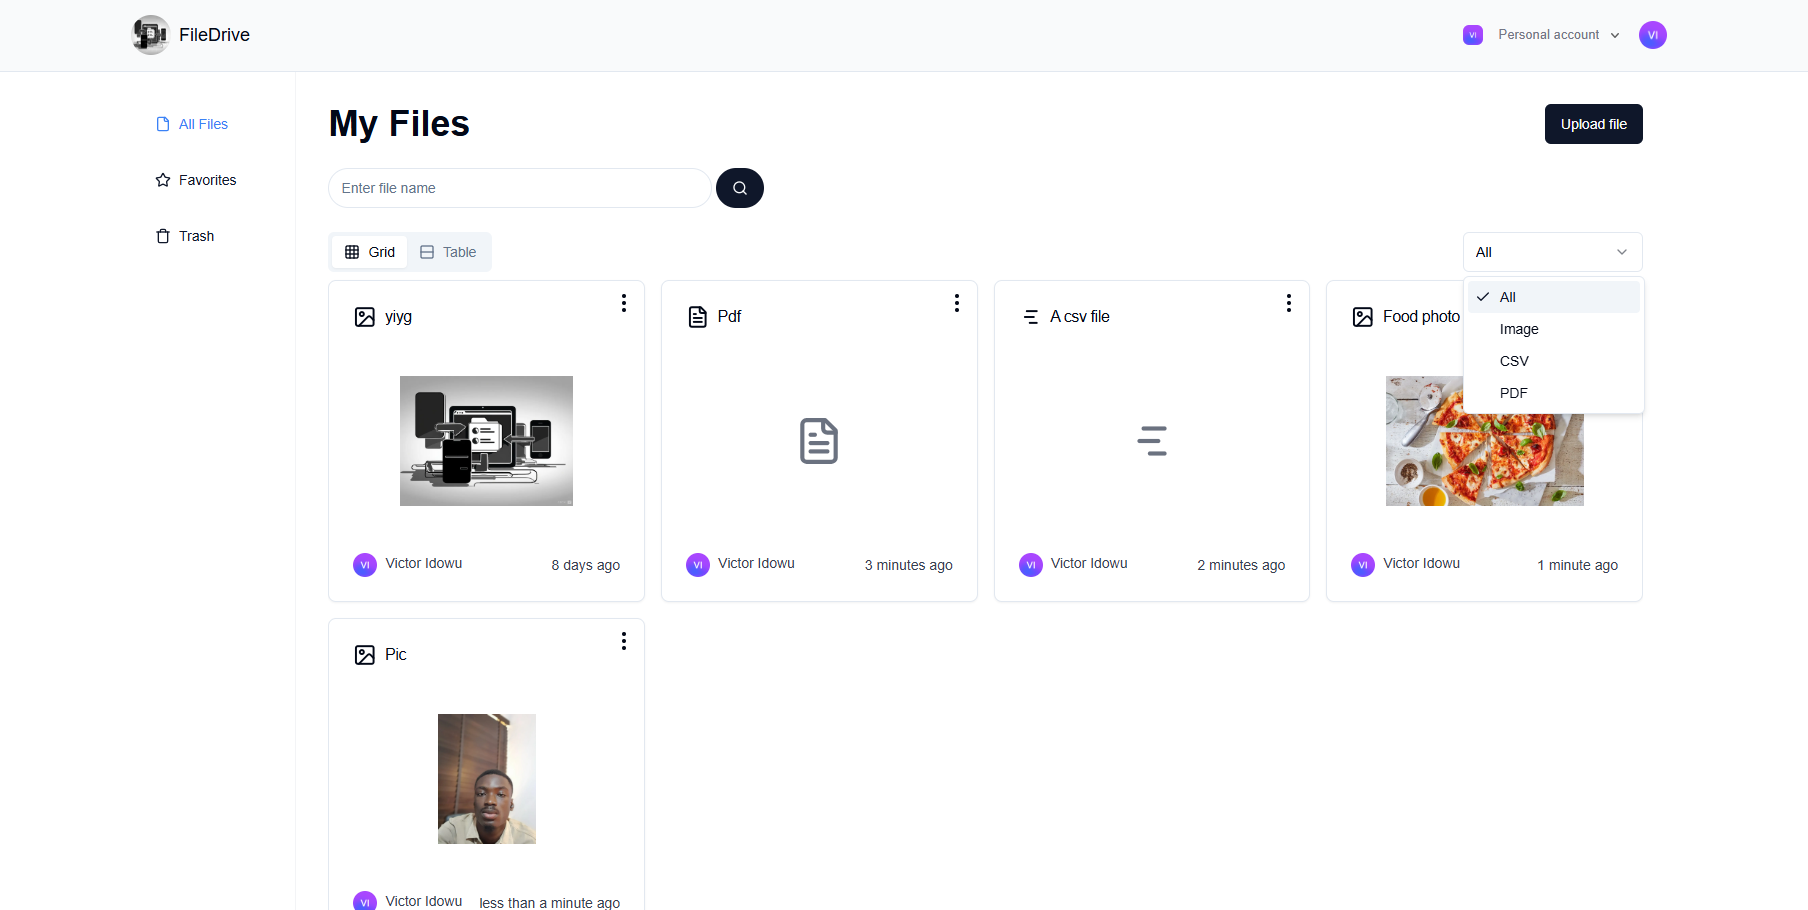 FileDrive
VI Personal account VI
All Files
Favorites
Trash
My Files
Upload file
Enter file name
Grid Table
All
All
Image
CSV
PDF
yiyg
Pdf
A csv file
Food photo
VI Victor Idowu 8 days ago
VI Victor Idowu 3 minutes ago
VI Victor Idowu 2 minutes ago
VI Victor Idowu 1 minute ago
Pic
VI Victor Idowu less than a minute ago